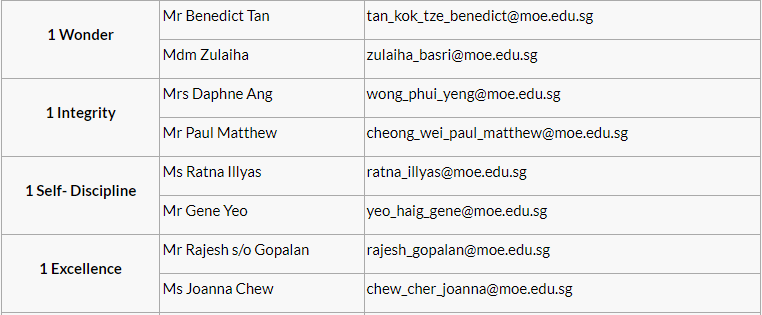 1 Wonder
Mr Benedict Tan tan_kok_tze_benedict@moe.edu.sg
Mdm Zulaiha zulaiha_basri@moe.edu.sg
1 Integrity
Mrs Daphne Ang wong_phui_yeng@moe.edu.sg
Mr Paul Matthew cheong_wei_paul_matthew@moe.edu.sg
1 Self- Discipline
Ms Ratna Illyas ratna_illyas@moe.edu.sg
Mr Gene Yeo yeo_haig_gene@moe.edu.sg
1 Excellence
Mr Rajesh s/o Gopalan rajesh_gopalan@moe.edu.sg
Ms Joanna Chew chew_cher_joanna@moe.edu.sg